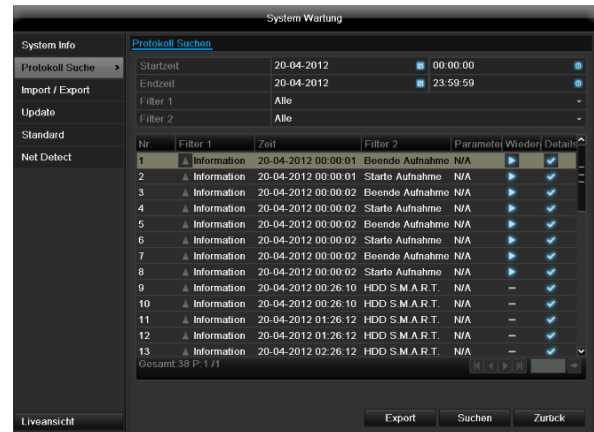 System Wartung
System Info
Protokoll Suche >
Import / Export
Update
Standard
Net Detect
Liveansicht
Protokoll Suchen
Startzeit 20-04-2012 00:00:00
Endzeit 20-04-2012 23:59:59
Filter 1 Alle
Filter 2 Alle
Nr. Filter 1 Zeit Filter 2 Parameter Wieder Details
1 Information 20-04-2012 00:00:01 Beende Aufnahme N/A
2 Information 20-04-2012 00:00:01 Starte Aufnahme N/A
3 Information 20-04-2012 00:00:02 Beende Aufnahme N/A
4 Information 20-04-2012 00:00:02 Starte Aufnahme N/A
5 Information 20-04-2012 00:00:02 Beende Aufnahme N/A
6 Information 20-04-2012 00:00:02 Starte Aufnahme N/A
7 Information 20-04-2012 00:00:02 Beende Aufnahme N/A
8 Information 20-04-2012 00:00:02 Starte Aufnahme N/A
9 Information 20-04-2012 00:26:10 HDD S.M.A.R.T. N/A –
10 Information 20-04-2012 00:26:10 HDD S.M.A.R.T. N/A –
11 Information 20-04-2012 01:26:12 HDD S.M.A.R.T. N/A –
12 Information 20-04-2012 01:26:12 HDD S.M.A.R.T. N/A –
13 Information 20-04-2012 02:26:12 HDD S.M.A.R.T. N/A –
Gesamt:38 P:1 /1
Export Suchen Zurück